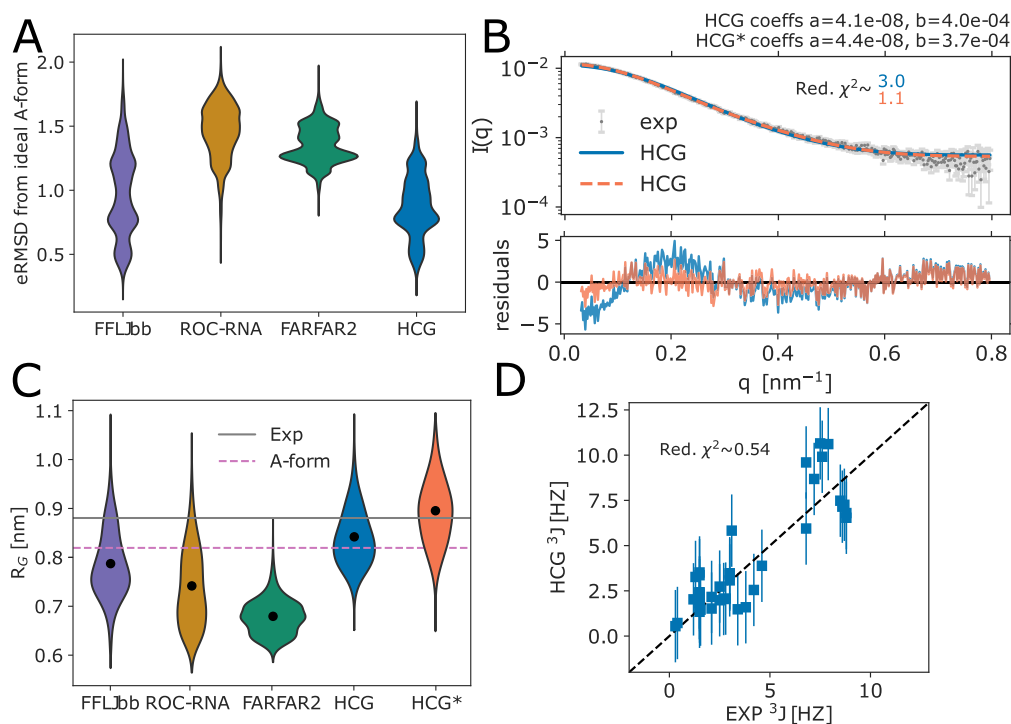 A
eRMSD from ideal A-form
2.0
1.5
1.0
0.5
FFLJbb
ROC-RNA
FARFAR2
HCG
B
HCG coeffs a=4.1e-08, b=4.0e-04
HCG* coeffs a=4.4e-08, b=3.7e-04
I(q)
10⁻²
10⁻³
10⁻⁴
Red. χ²~ 3.0
1.1
exp
HCG
HCG
residuals
5
0
−5
0.0
0.2
0.4
0.6
0.8
q [nm⁻¹]
C
R_G [nm]
1.1
1.0
0.9
0.8
0.7
0.6
Exp
A-form
FFLJbb
ROC-RNA
FARFAR2
HCG
HCG*
D
HCG ³J [HZ]
12.5
10.0
7.5
5.0
2.5
0.0
Red. χ²~0.54
0
5
10
EXP ³J [HZ]